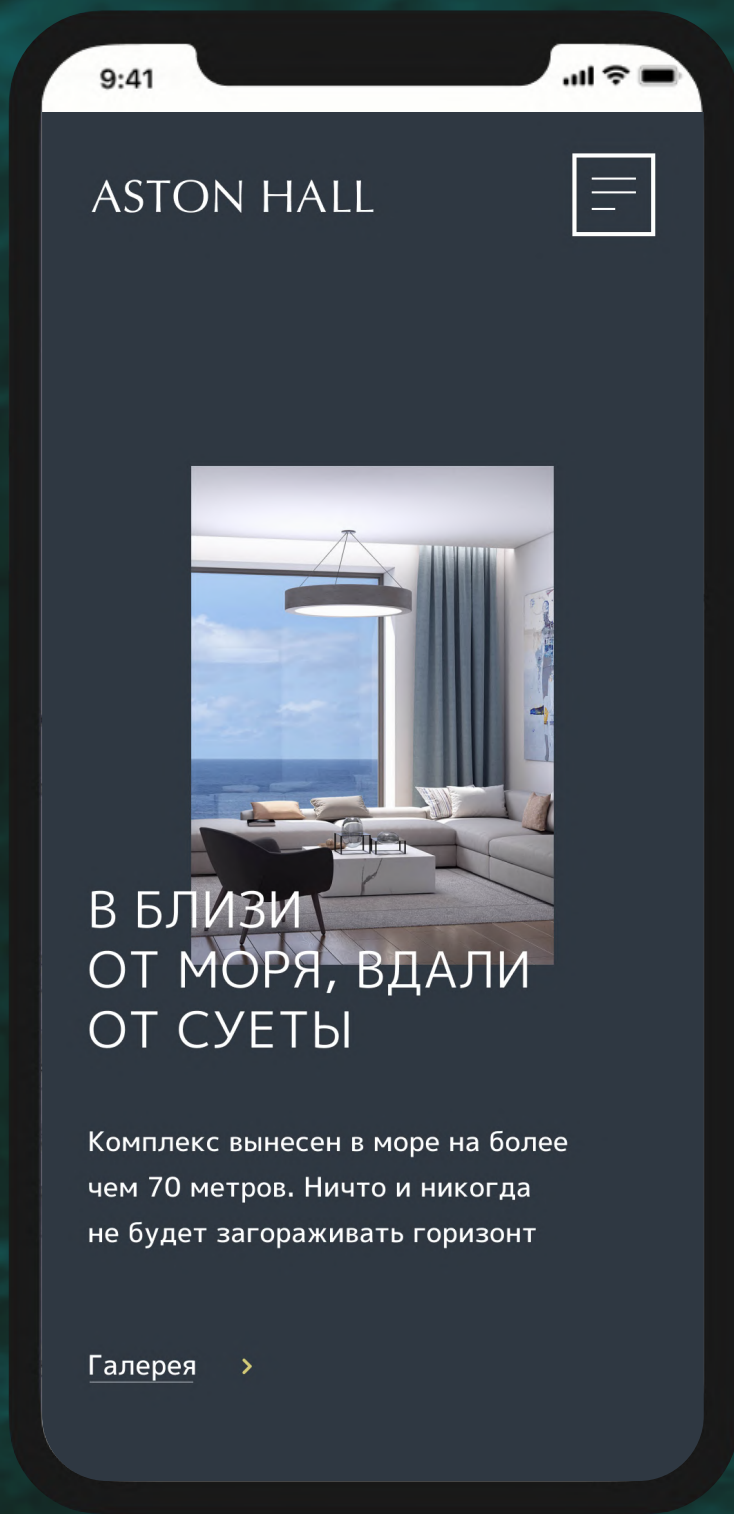 9:41
ASTON HALL
В БЛИЗИ
ОТ МОРЯ, ВДАЛИ
ОТ СУЕТЫ
Комплекс вынесен в море на более
чем 70 метров. Ничто и никогда
не будет загораживать горизонт
Галерея